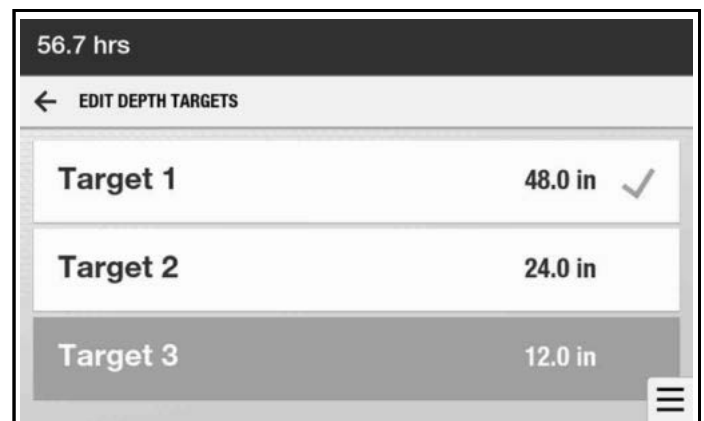 56.7 hrs
EDIT DEPTH TARGETS
Target 1 48.0 in
Target 2 24.0 in
Target 3 12.0 in